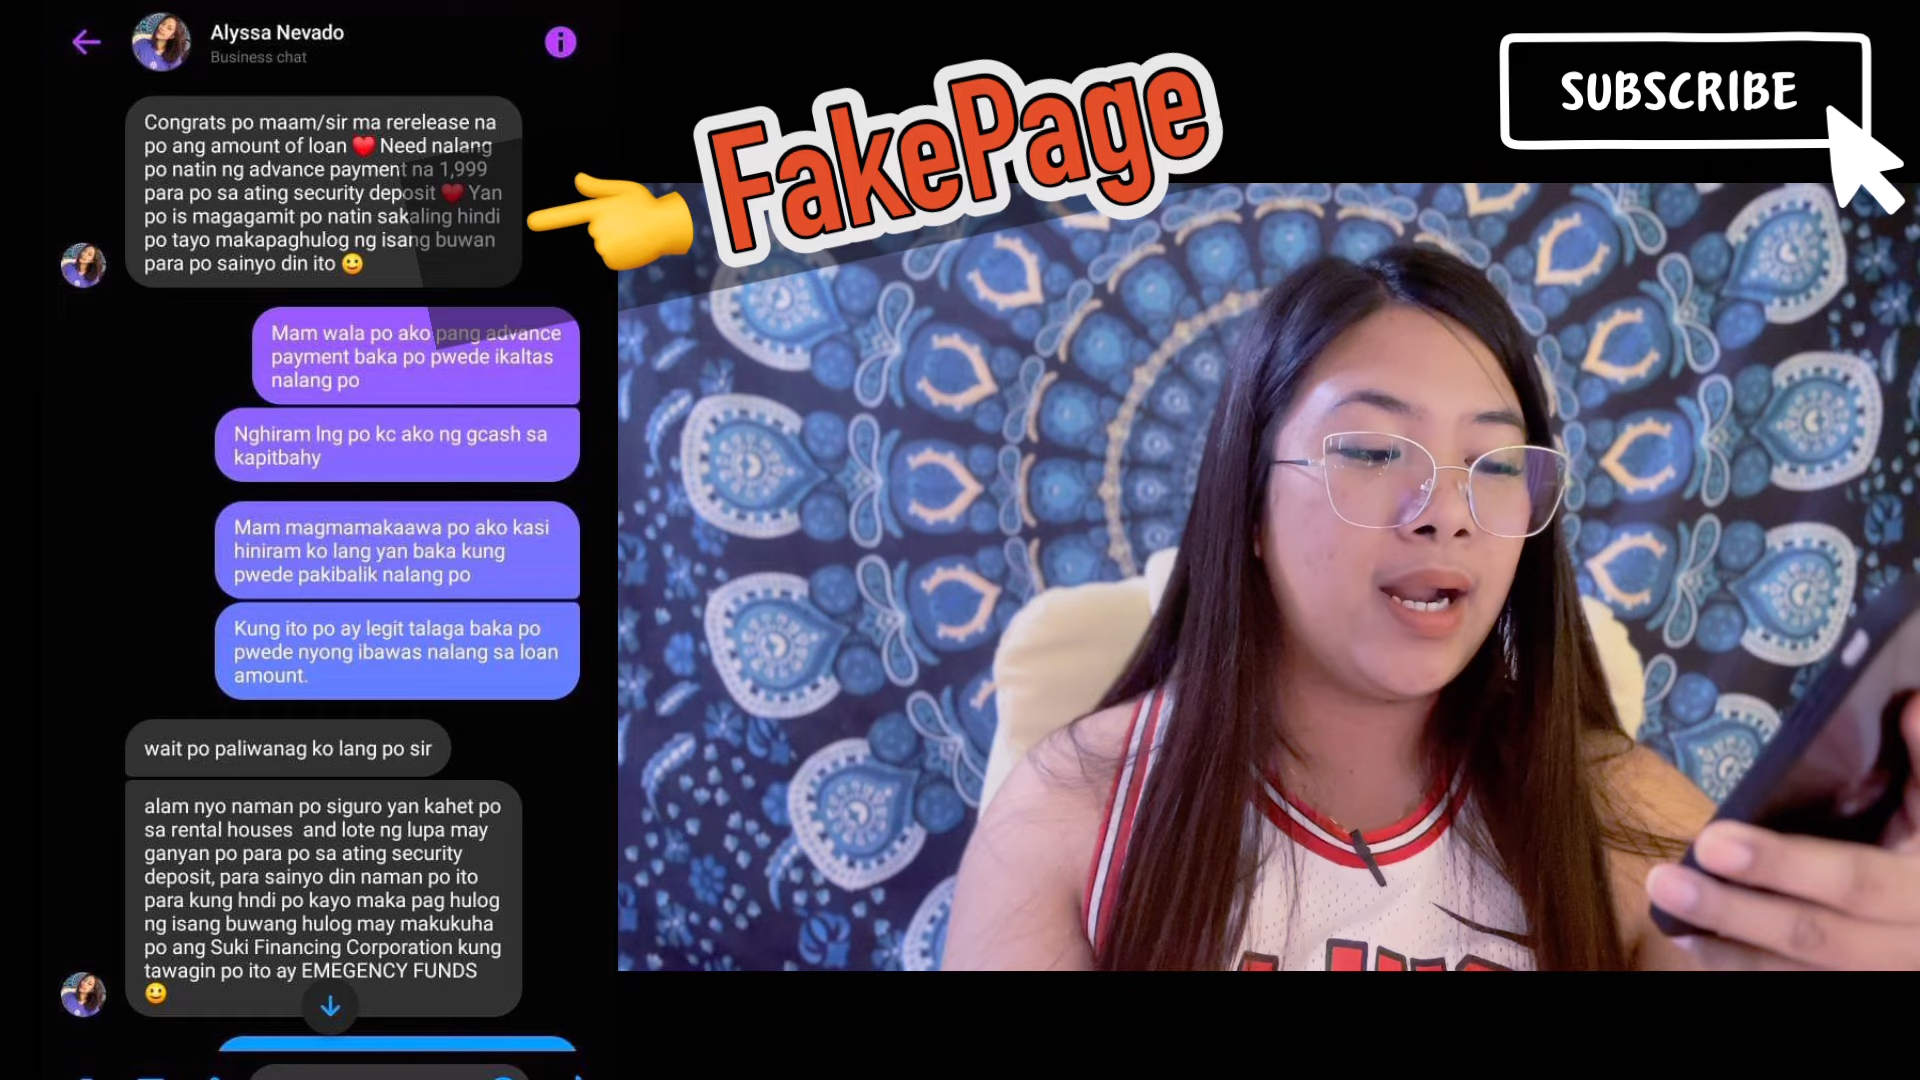 Alyssa Nevado
Business chat
Congrats po maam/sir ma rerelease na
po ang amount of loan ❤️ Need nalang
po natin ng advance payment na 1,999
para po sa ating security deposit ❤️ Yan
po is magagamit po natin sakaling hindi
po tayo makapaghulog ng isang buwan
para po sainyo din ito 🙂
Mam wala po ako pang advance
payment baka po pwede ikaltas
nalang po
Nghiram lng po kc ako ng gcash sa
kapitbahy
Mam magmamakaawa po ako kasi
hiniram ko lang yan baka kung
pwede pakibalik nalang po
Kung ito po ay legit talaga baka po
pwede nyong ibawas nalang sa loan
amount.
wait po paliwanag ko lang po sir
alam nyo naman po siguro yan kahet po
sa rental houses and lote ng lupa may
ganyan po para po sa ating security
deposit, para sainyo din naman po ito
para kung hndi po kayo maka pag hulog
ng isang buwang hulog may makukuha
po ang Suki Financing Corporation kung
tawagin po ito ay EMEGENCY FUNDS
🙂
FakePage
SUBSCRIBE